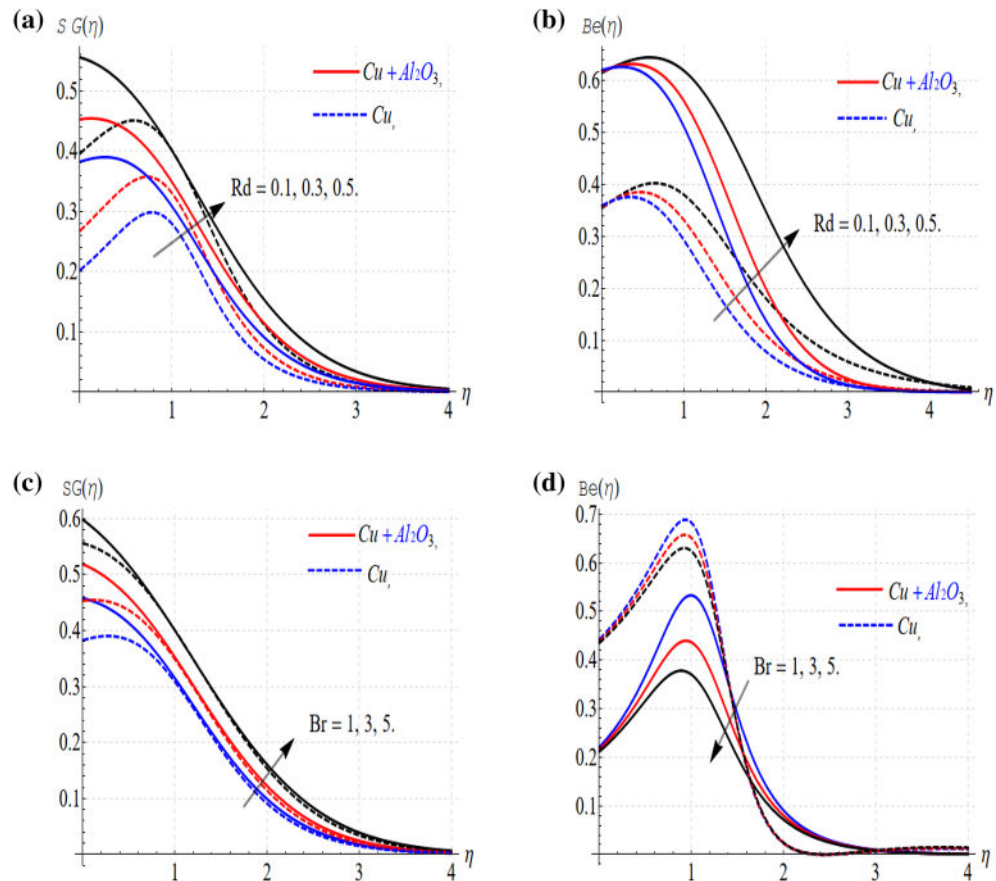 (a) S G(η)
0.5
0.4
0.3
0.2
0.1
1 2 3 4 η
Cu + Al2O3,
Cu,
Rd = 0.1, 0.3, 0.5.
(b) Be(η)
0.6
0.5
0.4
0.3
0.2
0.1
1 2 3 4 η
Cu + Al2O3,
Cu,
Rd = 0.1, 0.3, 0.5.
(c) SG(η)
0.6
0.5
0.4
0.3
0.2
0.1
1 2 3 4 η
Cu + Al2O3,
Cu,
Br = 1, 3, 5.
(d) Be(η)
0.7
0.6
0.5
0.4
0.3
0.2
0.1
1 2 3 4 η
Cu + Al2O3,
Cu,
Br = 1, 3, 5.